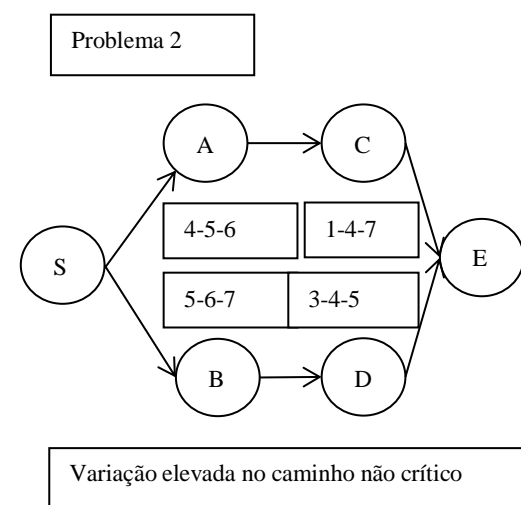 Problema 2
A
C
4-5-6
1-4-7
S
E
5-6-7
3-4-5
B
D
Variação elevada no caminho não crítico